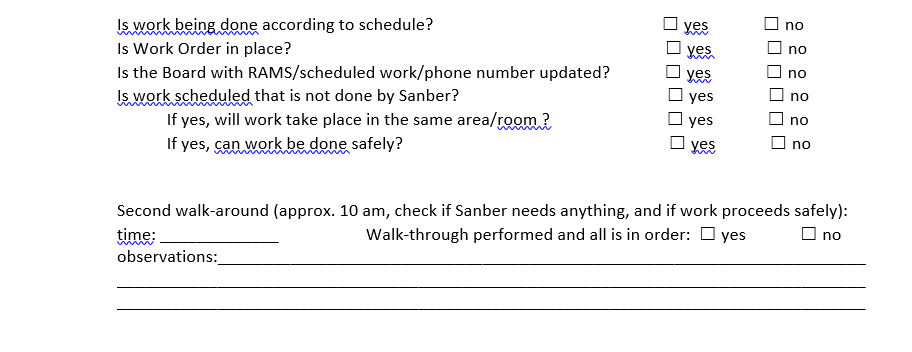 Is work being done according to schedule? ☐ yes ☐ no
Is Work Order in place? ☐ yes ☐ no
Is the Board with RAMS/scheduled work/phone number updated? ☐ yes ☐ no
Is work scheduled that is not done by Sanber? ☐ yes ☐ no
If yes, will work take place in the same area/room ? ☐ yes ☐ no
If yes, can work be done safely? ☐ yes ☐ no
Second walk-around (approx. 10 am, check if Sanber needs anything, and if work proceeds safely):
time: _____________ Walk-through performed and all is in order: ☐ yes ☐ no
observations: